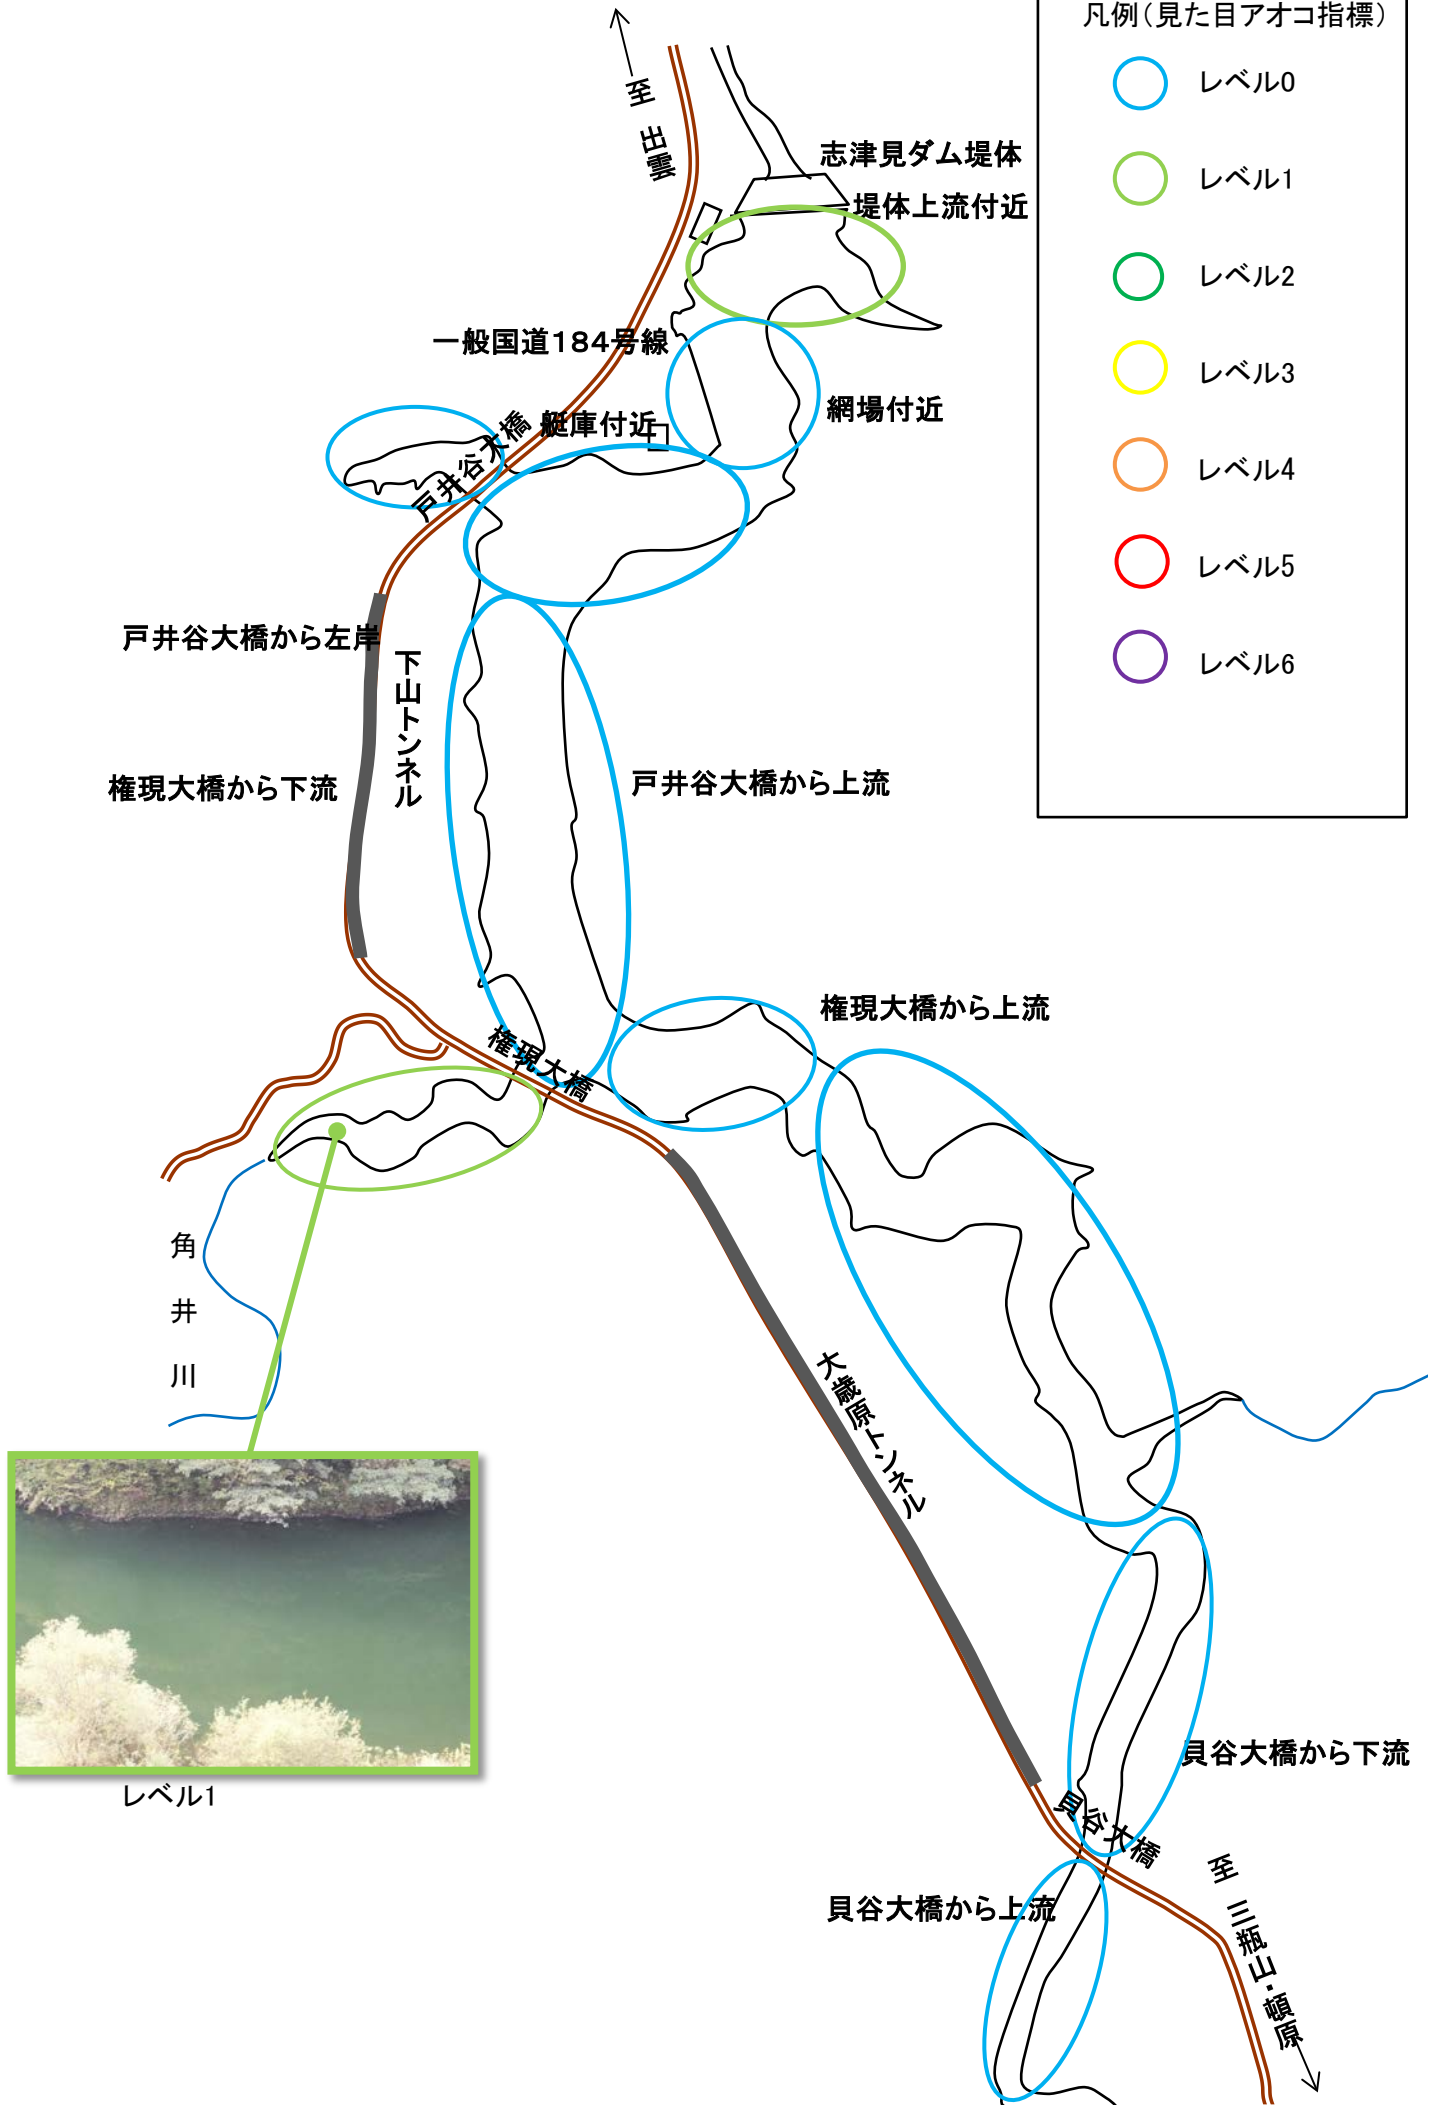 凡例（見た目アオコ指標）
レベル0
レベル1
レベル2
レベル3
レベル4
レベル5
レベル6
至 出雲
志津見ダム堤体
堤体上流付近
一般国道184号線
網場付近
艇庫付近
戸井谷大橋
戸井谷大橋から左岸
下山トンネル
戸井谷大橋から上流
権現大橋から下流
権現大橋から上流
権現大橋
角井川
大歳原トンネル
レベル1
貝谷大橋から下流
貝谷大橋
貝谷大橋から上流
至 三瓶山・頓原